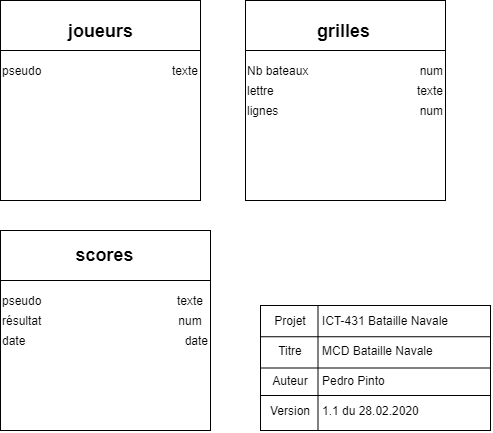 joueurs
pseudo texte
grilles
Nb bateaux num
lettre texte
lignes num
scores
pseudo texte
résultat num
date date
Projet ICT-431 Bataille Navale
Titre MCD Bataille Navale
Auteur Pedro Pinto
Version 1.1 du 28.02.2020